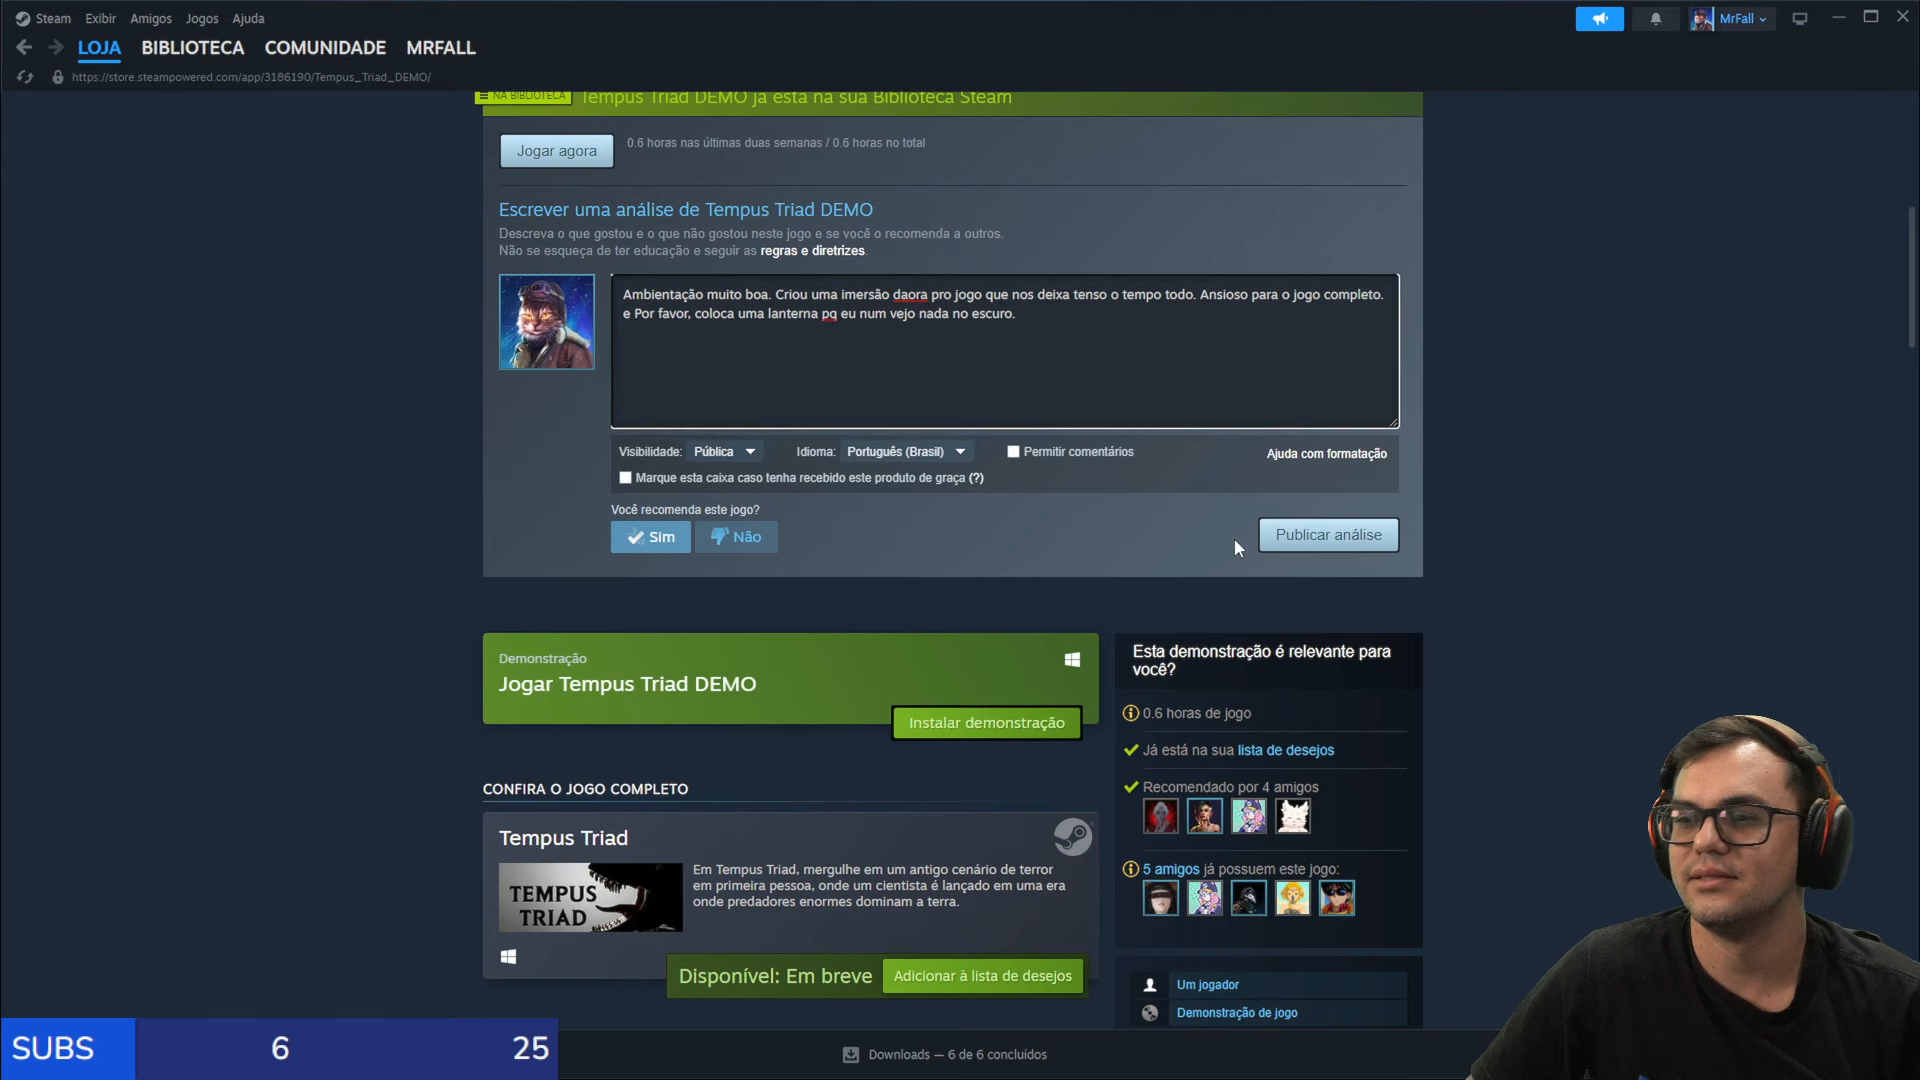 Steam Exibir Amigos Jogos Ajuda
MrFall
LOJA BIBLIOTECA COMUNIDADE MRFALL
https://store.steampowered.com/app/3186190/Tempus_Triad_DEMO/
NA BIBLIOTECA Tempus Triad DEMO já está na sua Biblioteca Steam
Jogar agora
0.6 horas nas últimas duas semanas / 0.6 horas no total
Escrever uma análise de Tempus Triad DEMO
Descreva o que gostou e o que não gostou neste jogo e se você o recomenda a outros.
Não se esqueça de ter educação e seguir as regras e diretrizes.
Ambientação muito boa. Criou uma imersão daora pro jogo que nos deixa tenso o tempo todo. Ansioso para o jogo completo.
e Por favor, coloca uma lanterna pq eu num vejo nada no escuro.
Visibilidade: Pública Idioma: Português (Brasil) Permitir comentários Ajuda com formatação
Marque esta caixa caso tenha recebido este produto de graça (?)
Você recomenda este jogo?
Sim Não
Publicar análise
Demonstração
Jogar Tempus Triad DEMO
Instalar demonstração
CONFIRA O JOGO COMPLETO
Tempus Triad
TEMPUS
TRIAD
Em Tempus Triad, mergulhe em um antigo cenário de terror
em primeira pessoa, onde um cientista é lançado em uma era
onde predadores enormes dominam a terra.
Disponível: Em breve
Adicionar à lista de desejos
Esta demonstração é relevante para
você?
0.6 horas de jogo
Já está na sua lista de desejos
Recomendado por 4 amigos
5 amigos já possuem este jogo:
Um jogador
Demonstração de jogo
SUBS 6 25
Downloads — 6 de 6 concluídos